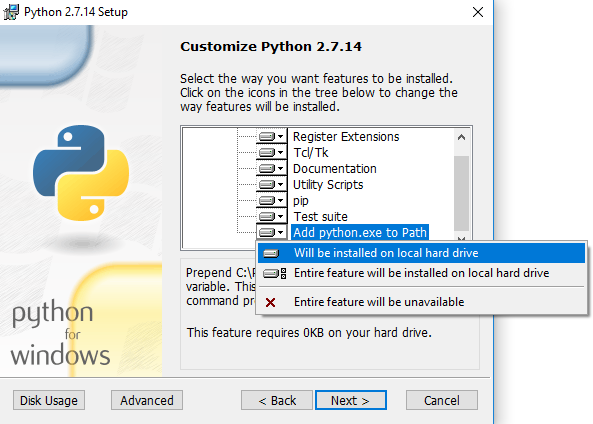 Python 2.7.14 Setup
Customize Python 2.7.14
Select the way you want features to be installed.
Click on the icons in the tree below to change the
way features will be installed.
Register Extensions
Tcl/Tk
Documentation
Utility Scripts
pip
Test suite
Add python.exe to Path
Will be installed on local hard drive
Entire feature will be installed on local hard drive
Entire feature will be unavailable
Prepend C:\
variable. This
command
This feature requires 0KB on your hard drive.
python
for
windows
Disk Usage
Advanced
< Back
Next >
Cancel